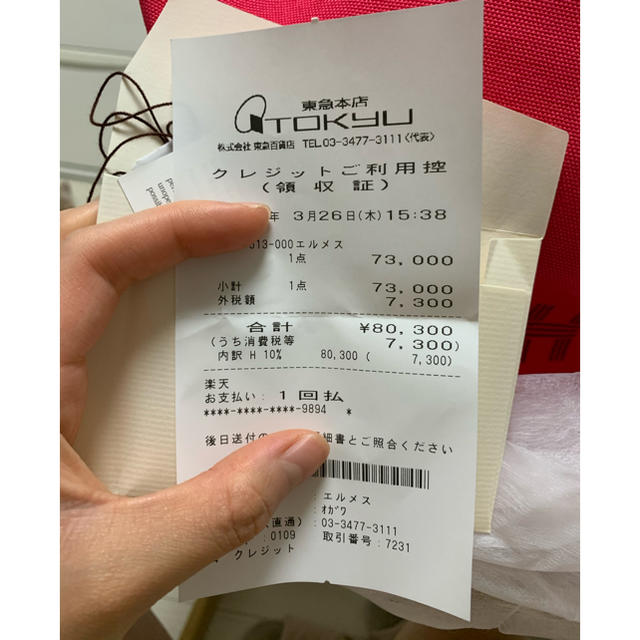 東急本店
TOKYU
株式会社 東急百貨店 TEL.03-3477-3111〈代表〉
クレジットご利用控
(領収証)
年 3月26日(木)15:38
513-000エルメス
1点 73,000
小計 1点 73,000
外税額 7,300
合計 ¥80,300
(うち消費税等 7,300)
内訳 H 10% 80,300 ( 7,300)
楽天
お支払い: 1回払
****-****-****-9894 *
後日送付の 細書とご照合ください
: エルメス
: オガワ
直通) : 03-3477-3111
: 0109 取引番号: 7231
クレジット